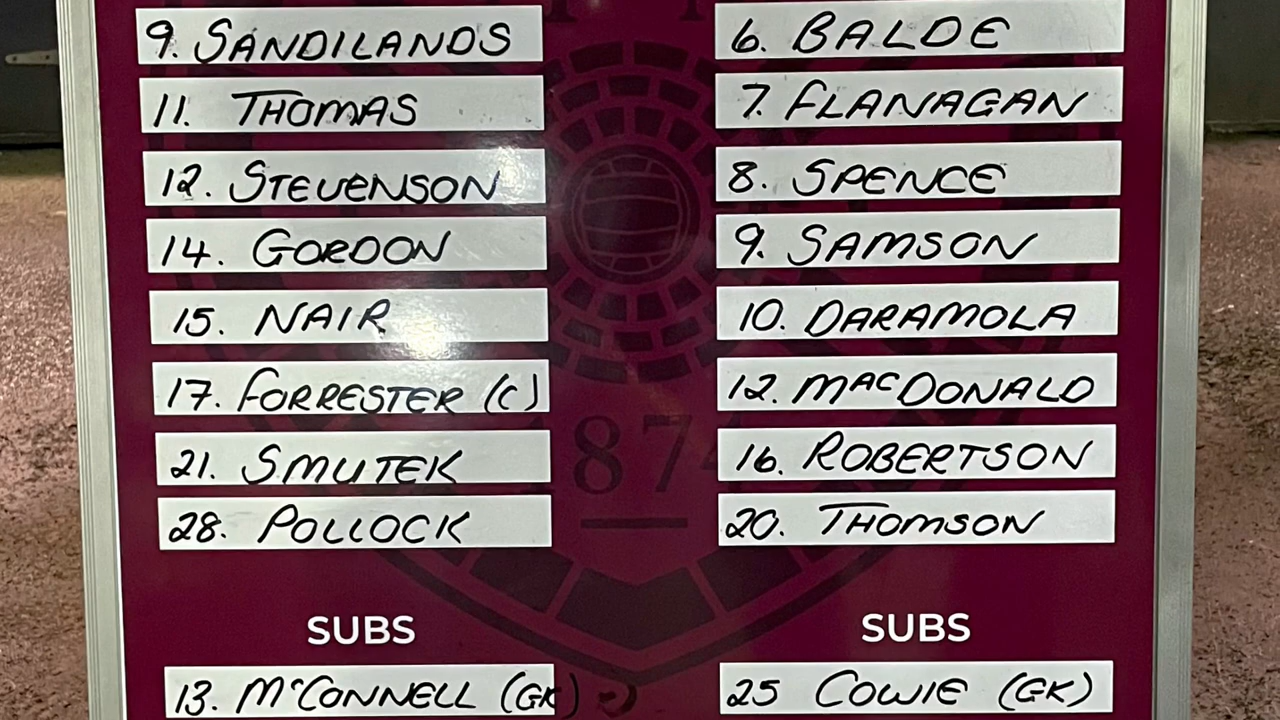 9. SANDILANDS
11. THOMAS
12. STEVENSON
14. GORDON
15. NAIR
17. FORRESTER (C)
21. SMUTEK
28. POLLOCK
SUBS
13. McCONNELL (GK)
6. BALDE
7. FLANAGAN
8. SPENCE
9. SAMSON
10. DARAMOLA
12. MACDONALD
16. ROBERTSON
20. THOMSON
SUBS
25 COWIE (GK)
1874